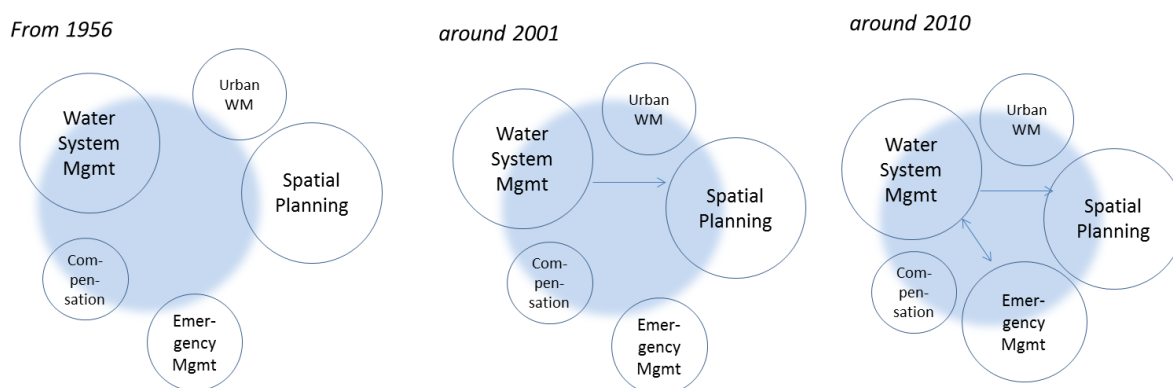 From 1956
Urban
WM
Water
System
Mgmt
Spatial
Planning
Com-
pen-
sation
Emer-
gency
Mgmt
around 2001
Urban
WM
Water
System
Mgmt
Spatial
Planning
Com-
pen-
sation
Emer-
gency
Mgmt
around 2010
Urban
WM
Water
System
Mgmt
Spatial
Planning
Com-
pen-
sation
Emer-
gency
Mgmt